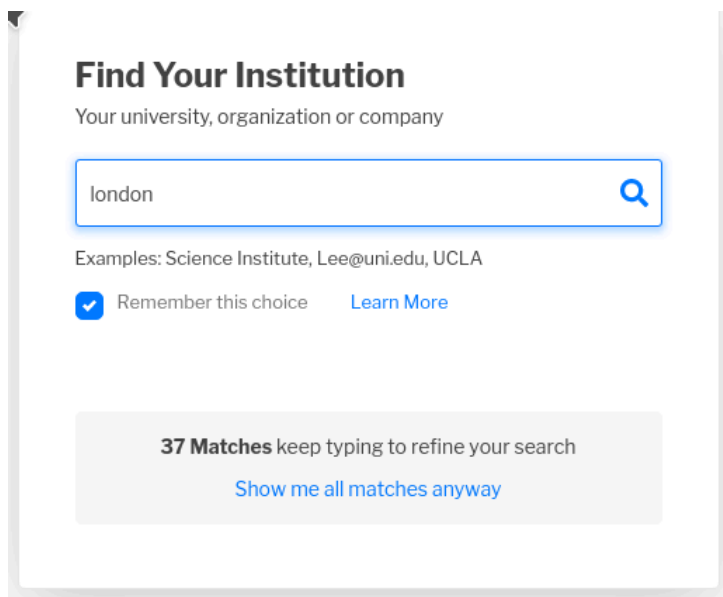 Find Your Institution
Your university, organization or company
london
Examples: Science Institute, Lee@uni.edu, UCLA
Remember this choice Learn More
37 Matches keep typing to refine your search
Show me all matches anyway